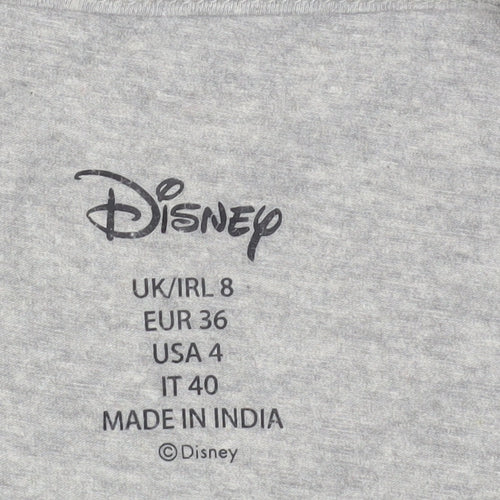 Disney
UK/IRL 8
EUR 36
USA 4
IT 40
MADE IN INDIA
©Disney